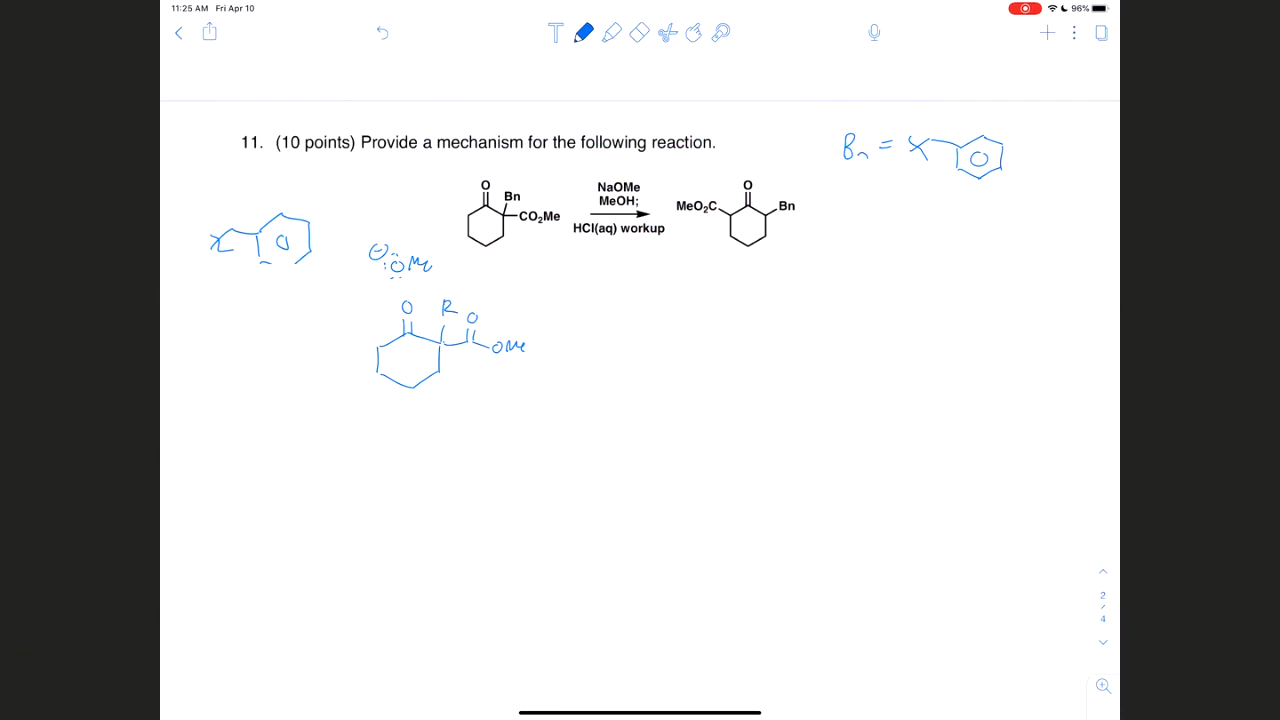 11:25 AM Fri Apr 10
96%
11. (10 points) Provide a mechanism for the following reaction.
Bn =
O
Bn
CO2Me
NaOMe
MeOH;
HCl(aq) workup
O
MeO2C
Bn
OMe
O
R
O
OMe
2
/
4